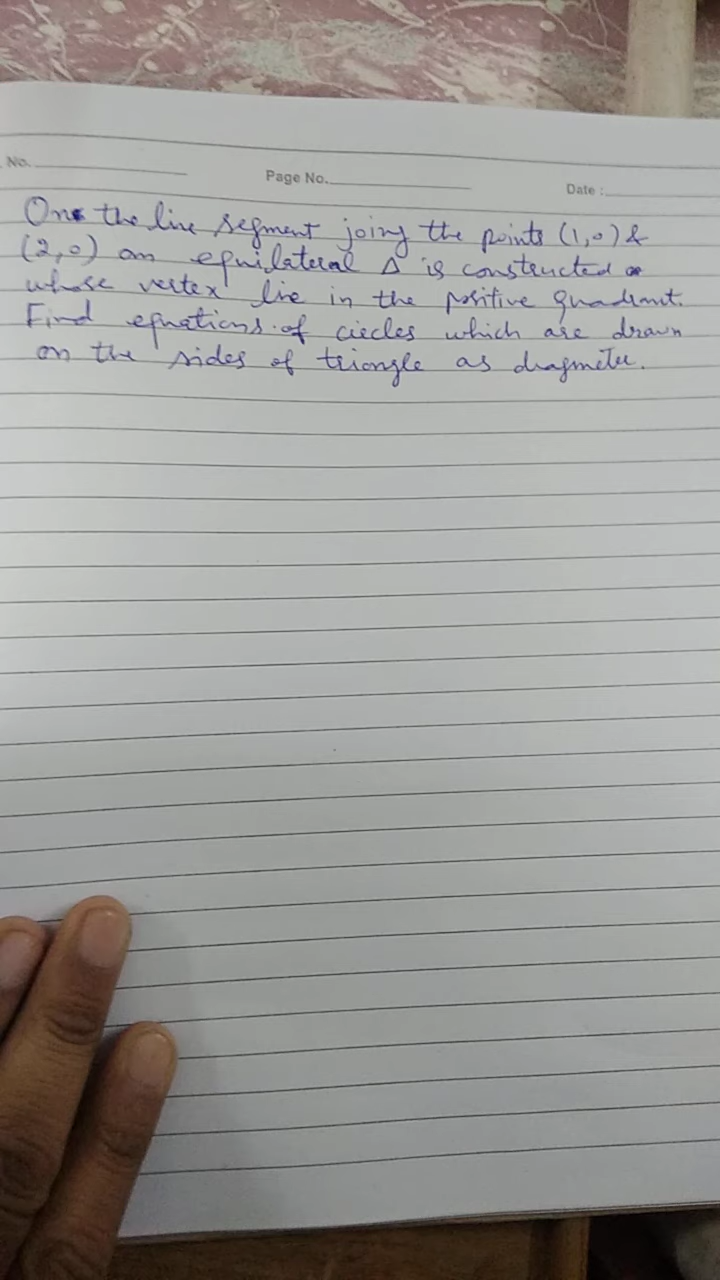 No.
Page No.
Date :
On the line segment joing the points (1,0) &
(2,0) an equilateral Δ is constructed
whose vertex lie in the positive quadrant.
Find equations of circles which are drawn
on the sides of triangle as diagmeter.